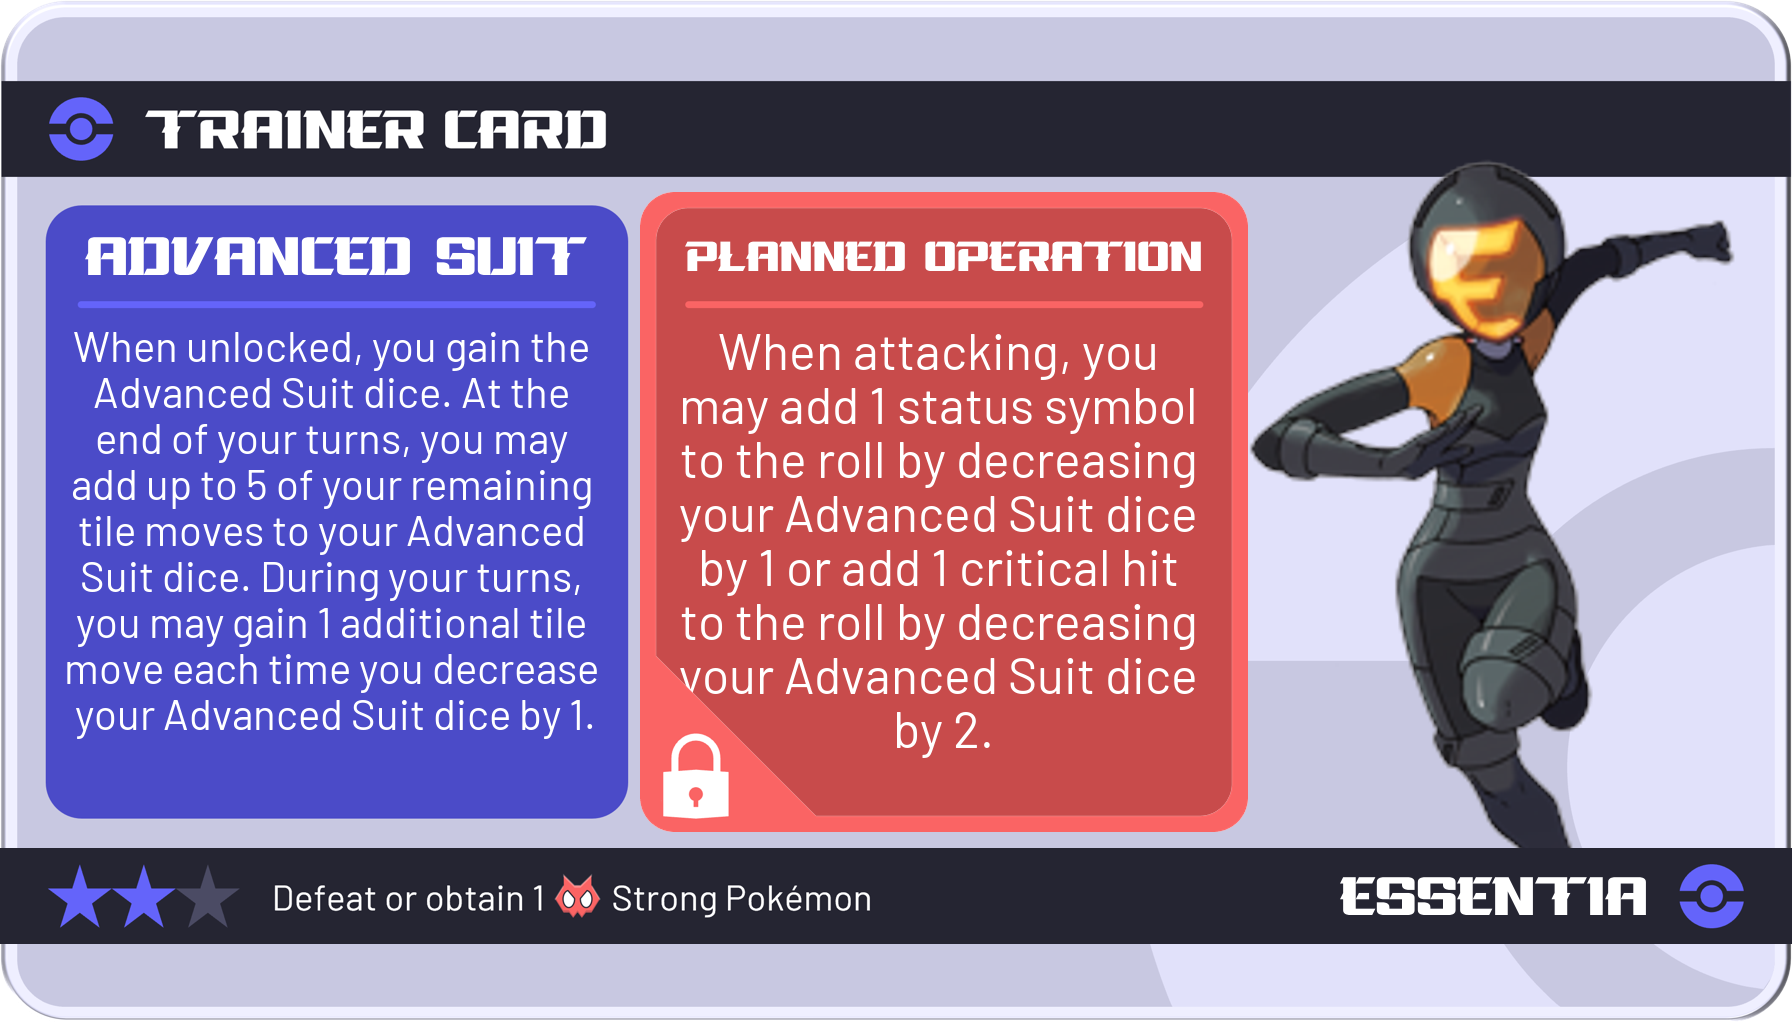 TRAINER CARD
ADVANCED SUIT
When unlocked, you gain the
Advanced Suit dice. At the
end of your turns, you may
add up to 5 of your remaining
tile moves to your Advanced
Suit dice. During your turns,
you may gain 1 additional tile
move each time you decrease
your Advanced Suit dice by 1.
PLANNED OPERATION
When attacking, you
may add 1 status symbol
to the roll by decreasing
your Advanced Suit dice
by 1 or add 1 critical hit
to the roll by decreasing
your Advanced Suit dice
by 2.
E
Defeat or obtain 1 Strong Pokémon
ESSENTIA